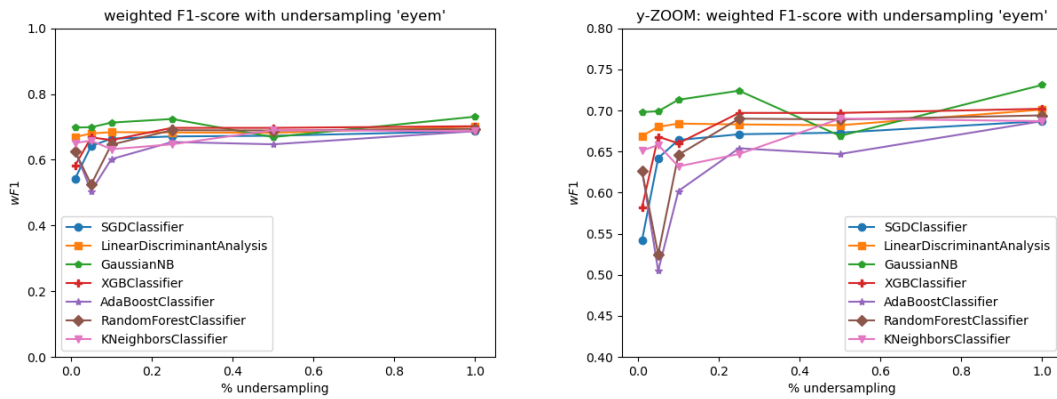 weighted F1-score with undersampling 'eyem'
1.0
0.8
0.6
0.4
0.2
0.0
wF1
SGDClassifier
LinearDiscriminantAnalysis
GaussianNB
XGBClassifier
AdaBoostClassifier
RandomForestClassifier
KNeighborsClassifier
0.0 0.2 0.4 0.6 0.8 1.0
% undersampling
y-ZOOM: weighted F1-score with undersampling 'eyem'
0.80
0.75
0.70
0.65
0.60
0.55
0.50
0.45
0.40
wF1
SGDClassifier
LinearDiscriminantAnalysis
GaussianNB
XGBClassifier
AdaBoostClassifier
RandomForestClassifier
KNeighborsClassifier
0.0 0.2 0.4 0.6 0.8 1.0
% undersampling